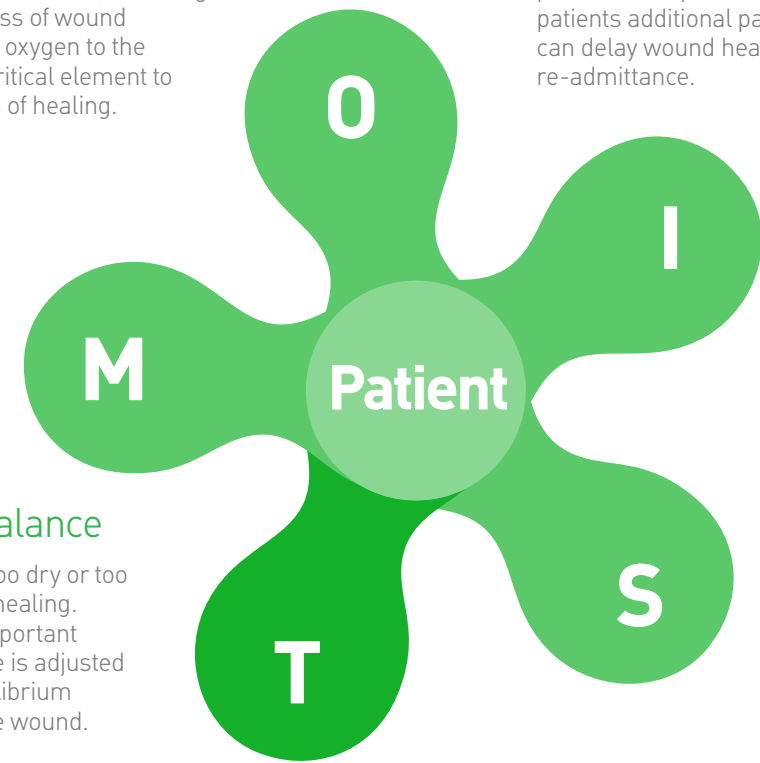 ss of wound
oxygen to the
ritical element to
of healing.
patients additional pa
can delay wound hea
re-admittance.
O
I
M
Patient
S
T
alance
oo dry or too
healing.
portant
e is adjusted
librium
e wound.